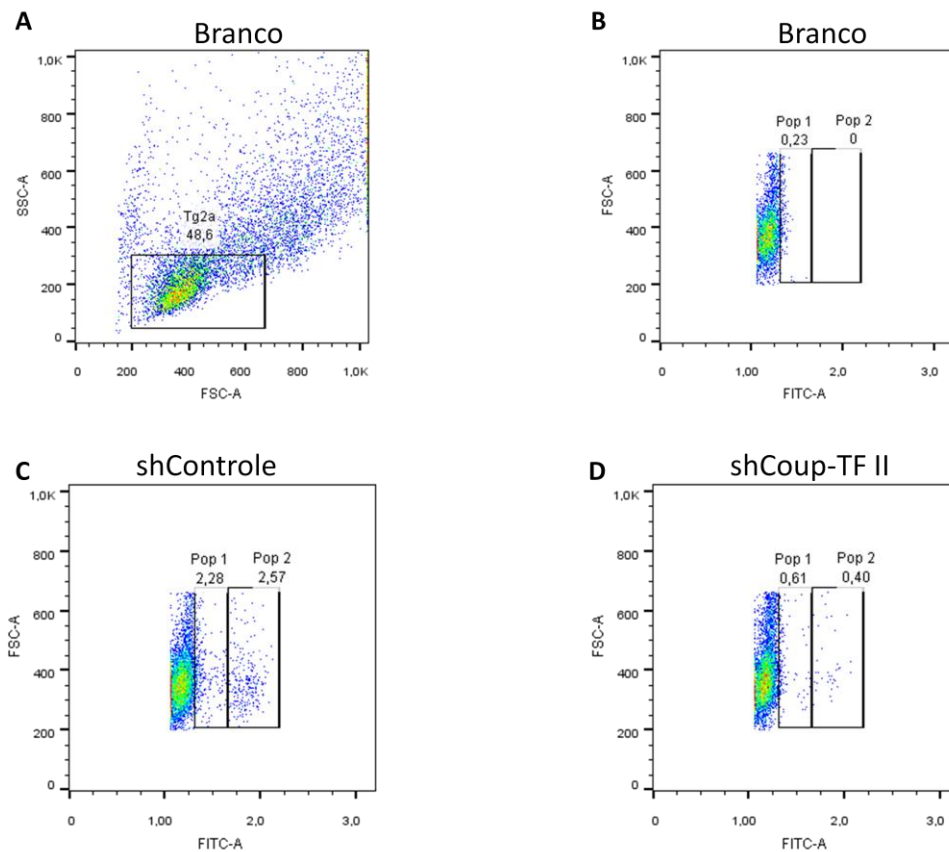 A
Branco
1,0K
800
600
400
200
0
SSC-A
Tg2a
48,6
0 200 400 600 800 1,0K
FSC-A
B
Branco
1,0K
800
600
400
200
0
FSC-A
Pop 1 Pop 2
0,23 0
0 1,00 2,0 3,0
FITC-A
C
shControle
1,0K
800
600
400
200
0
FSC-A
Pop 1 Pop 2
2,28 2,57
0 1,00 2,0 3,0
FITC-A
D
shCoup-TF II
1,0K
800
600
400
200
0
FSC-A
Pop 1 Pop 2
0,61 0,40
0 1,00 2,0 3,0
FITC-A